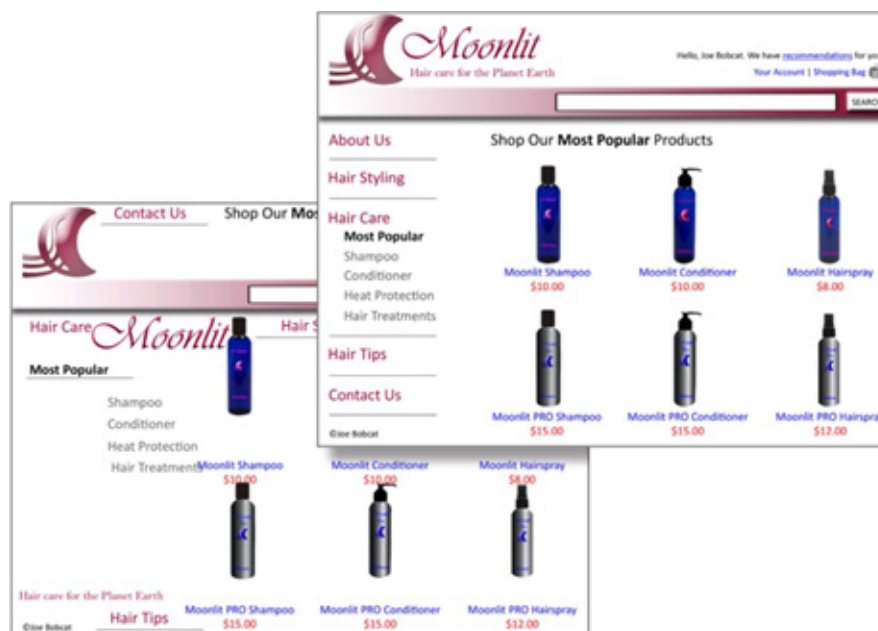 Moonlit
Hair care for the Planet Earth
Hello, Joe Bobcat. We have recommendations for
Your Account | Shopping Bag
About Us
Shop Our Most Popular Products
Hair Styling
Hair Care
Most Popular
Shampoo
Conditioner
Heat Protection
Hair Treatments
Moonlit Shampoo
$10.00
Moonlit Conditioner
$10.00
Moonlit Hairspray
$8.00
Hair Tips
Contact Us
©Joe Bobcat
Moonlit PRO Shampoo
$15.00
Moonlit PRO Conditioner
$15.00
Moonlit PRO Hairspray
$12.00
Contact Us
Shop Our
Hair Care
Moonlit
Hair
Most Popular
Shampoo
Conditioner
Heat Protection
Hair Treatments
Moonlit Shampoo
$10.00
Moonlit Conditioner
$10.00
Moonlit Hairspray
$8.00
Hair care for the Planet Earth
Hair Tips
©Joe Bobcat
Moonlit PRO Shampoo
$15.00
Moonlit PRO Conditioner
$15.00
Moonlit PRO Hairspray
$12.00